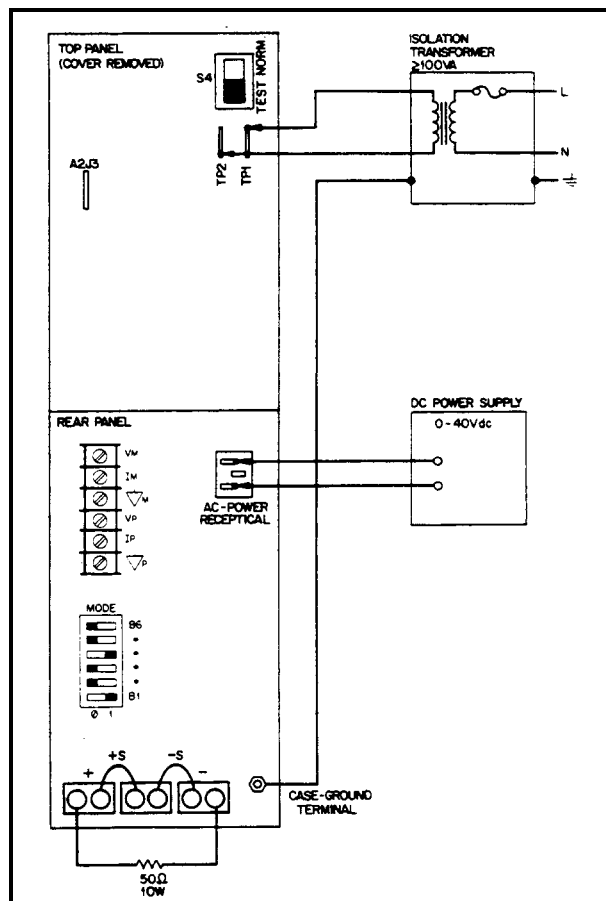 TOP PANEL
(COVER REMOVED)
S4
TEST NORM.
TP2
TP1
A2J3
ISOLATION
TRANSFORMER
≥100VA
L
N
REAR PANEL
VM
IM
M
VP
IP
P
AC-POWER
RECEPTICAL
DC POWER SUPPLY
0-40Vdc
MODE
B6
B1
0 1
+ +S -S -
CASE-GROUND
TERMINAL
50Ω
10W